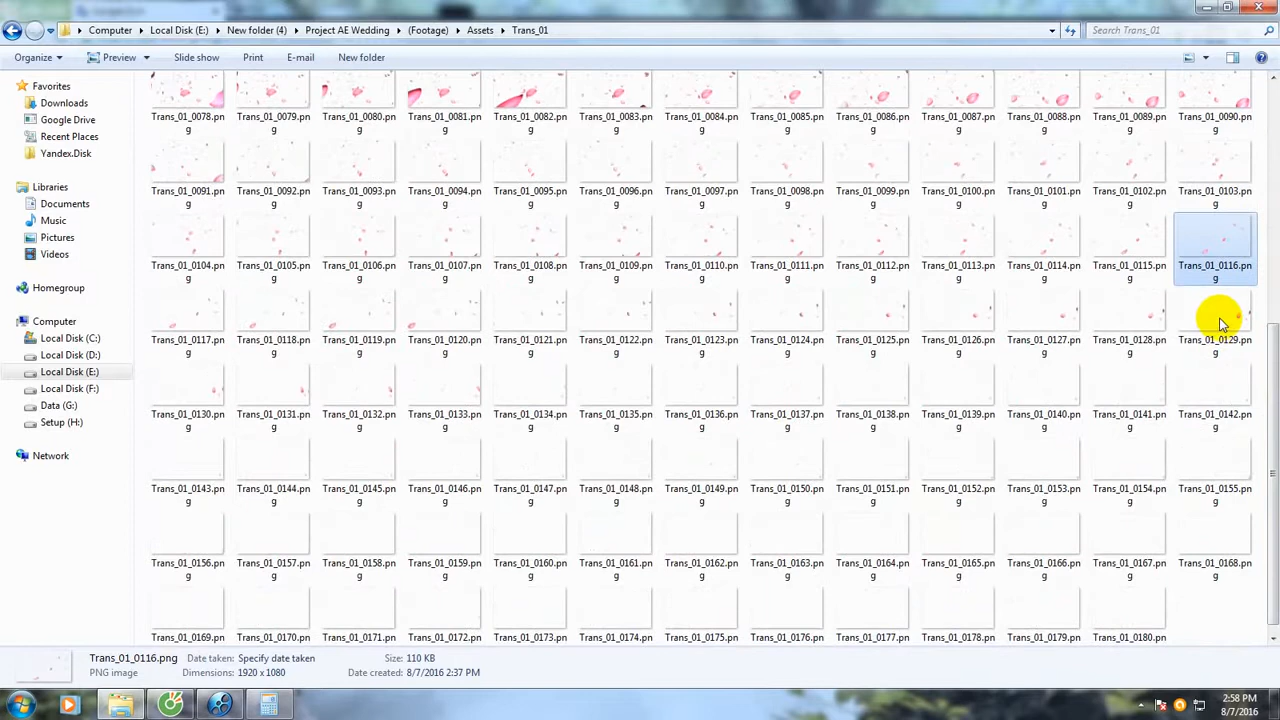 Computer ▸ Local Disk (E:) ▸ New folder (4) ▸ Project AE Wedding ▸ (Footage) ▸ Assets ▸ Trans_01
Search Trans_01
Organize Preview Slide show Print E-mail New folder
Favorites
Downloads
Google Drive
Recent Places
Yandex.Disk
Libraries
Documents
Music
Pictures
Videos
Homegroup
Computer
Local Disk (C:)
Local Disk (D:)
Local Disk (E:)
Local Disk (F:)
Data (G:)
Setup (H:)
Network
Trans_01_0078.png Trans_01_0079.png Trans_01_0080.png Trans_01_0081.png Trans_01_0082.png Trans_01_0083.png Trans_01_0084.png Trans_01_0085.png Trans_01_0086.png Trans_01_0087.png Trans_01_0088.png Trans_01_0089.png Trans_01_0090.png
Trans_01_0091.png Trans_01_0092.png Trans_01_0093.png Trans_01_0094.png Trans_01_0095.png Trans_01_0096.png Trans_01_0097.png Trans_01_0098.png Trans_01_0099.png Trans_01_0100.png Trans_01_0101.png Trans_01_0102.png Trans_01_0103.png
Trans_01_0104.png Trans_01_0105.png Trans_01_0106.png Trans_01_0107.png Trans_01_0108.png Trans_01_0109.png Trans_01_0110.png Trans_01_0111.png Trans_01_0112.png Trans_01_0113.png Trans_01_0114.png Trans_01_0115.png Trans_01_0116.png
Trans_01_0117.png Trans_01_0118.png Trans_01_0119.png Trans_01_0120.png Trans_01_0121.png Trans_01_0122.png Trans_01_0123.png Trans_01_0124.png Trans_01_0125.png Trans_01_0126.png Trans_01_0127.png Trans_01_0128.png Trans_01_0129.png
Trans_01_0130.png Trans_01_0131.png Trans_01_0132.png Trans_01_0133.png Trans_01_0134.png Trans_01_0135.png Trans_01_0136.png Trans_01_0137.png Trans_01_0138.png Trans_01_0139.png Trans_01_0140.png Trans_01_0141.png Trans_01_0142.png
Trans_01_0143.png Trans_01_0144.png Trans_01_0145.png Trans_01_0146.png Trans_01_0147.png Trans_01_0148.png Trans_01_0149.png Trans_01_0150.png Trans_01_0151.png Trans_01_0152.png Trans_01_0153.png Trans_01_0154.png Trans_01_0155.png
Trans_01_0156.png Trans_01_0157.png Trans_01_0158.png Trans_01_0159.png Trans_01_0160.png Trans_01_0161.png Trans_01_0162.png Trans_01_0163.png Trans_01_0164.png Trans_01_0165.png Trans_01_0166.png Trans_01_0167.png Trans_01_0168.png
Trans_01_0169.pn Trans_01_0170.pn Trans_01_0171.pn Trans_01_0172.pn Trans_01_0173.pn Trans_01_0174.pn Trans_01_0175.pn Trans_01_0176.pn Trans_01_0177.pn Trans_01_0178.pn Trans_01_0179.pn Trans_01_0180.pn
Trans_01_0116.png Date taken: Specify date taken Size: 110 KB
PNG image Dimensions: 1920 x 1080 Date created: 8/7/2016 2:37 PM
2:58 PM
8/7/2016